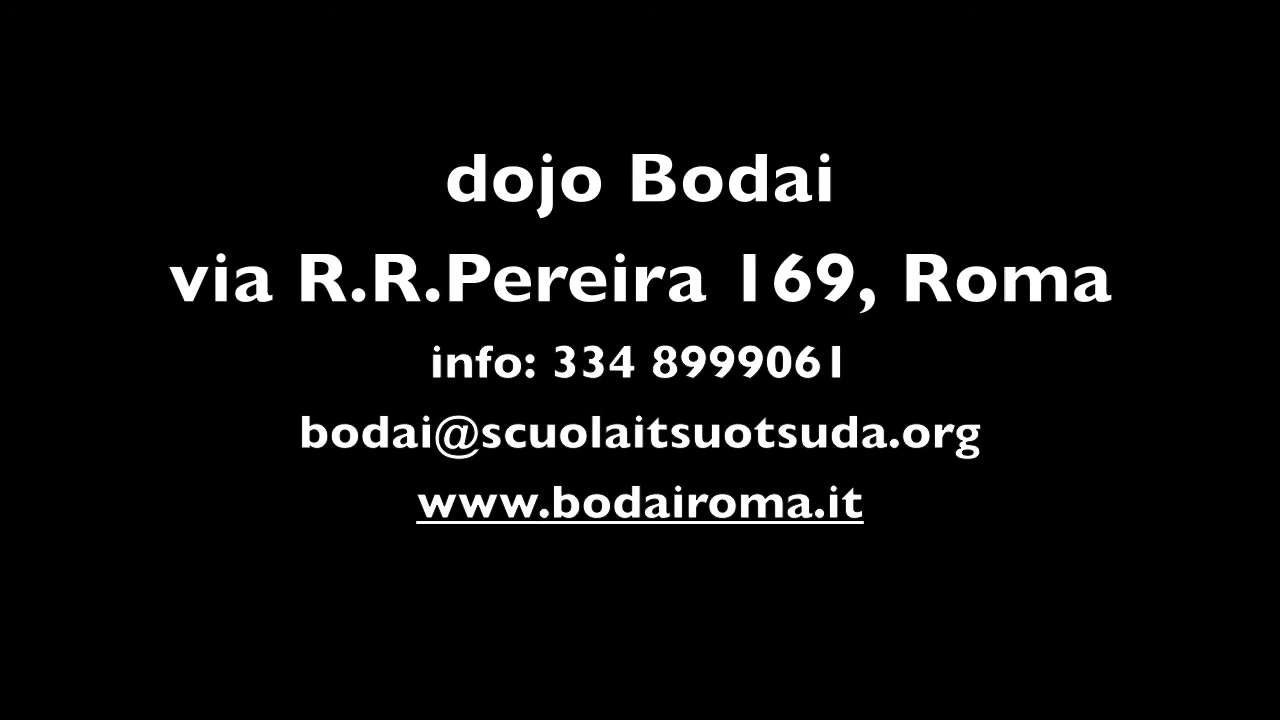 dojo Bodai
via R.R.Pereira 169, Roma
info: 334 8999061
bodai@scuolaitsuotsuda.org
www.bodairoma.it